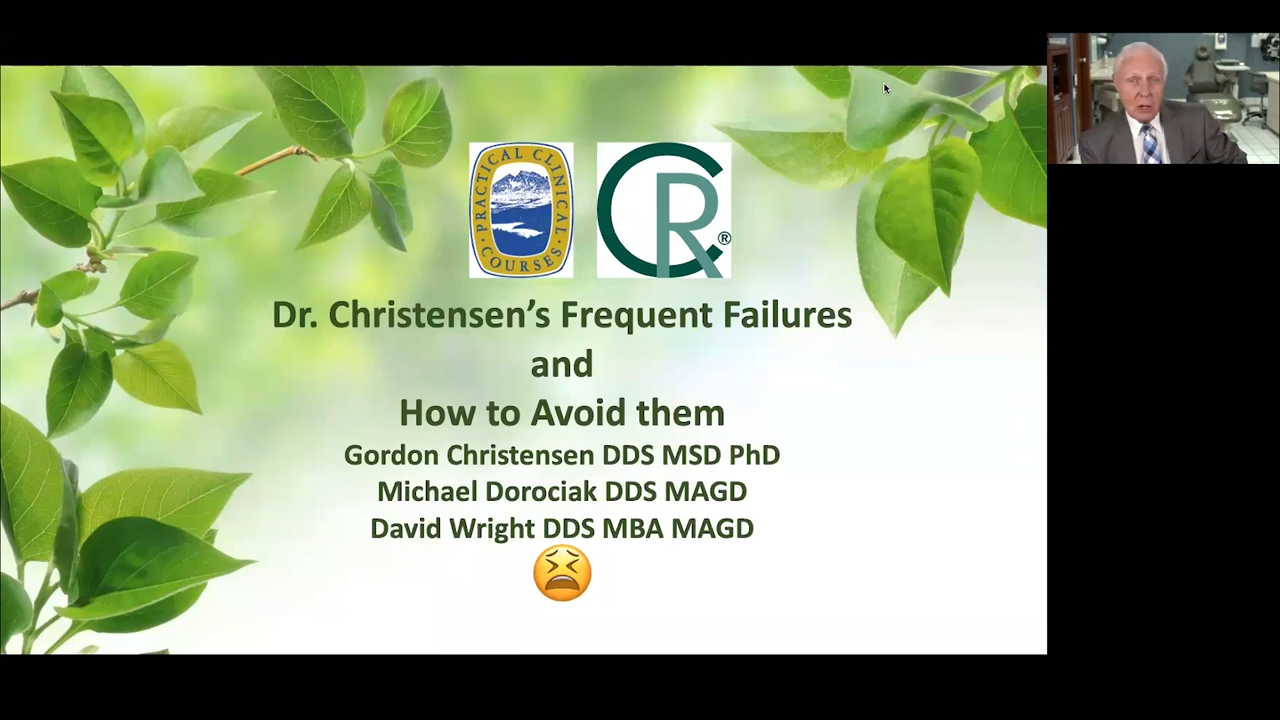 PRACTICAL CLINICAL
COURSES
CR®
Dr. Christensen’s Frequent Failures
and
How to Avoid them
Gordon Christensen DDS MSD PhD
Michael Dorociak DDS MAGD
David Wright DDS MBA MAGD